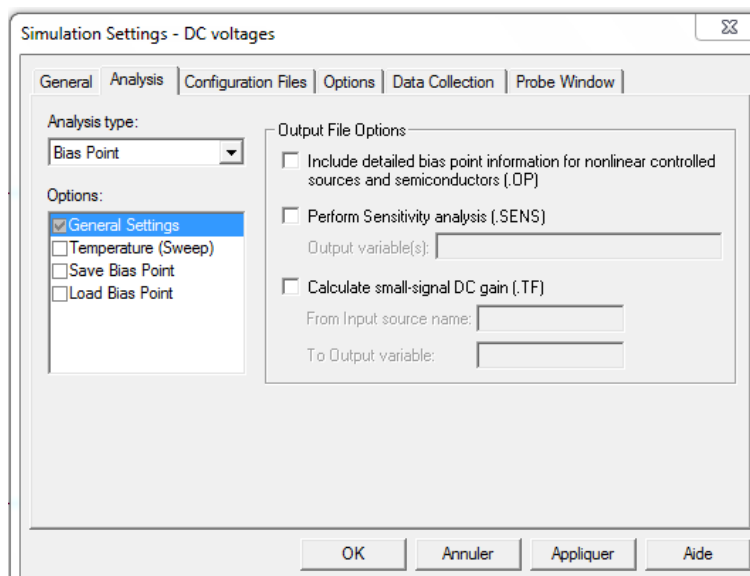 Simulation Settings - DC voltages
General Analysis Configuration Files Options Data Collection Probe Window
Analysis type:
Bias Point
Options:
General Settings
Temperature (Sweep)
Save Bias Point
Load Bias Point
Output File Options
Include detailed bias point information for nonlinear controlled
sources and semiconductors (.OP)
Perform Sensitivity analysis (.SENS)
Output variable(s):
Calculate small-signal DC gain (.TF)
From Input source name:
To Output variable:
OK Annuler Appliquer Aide